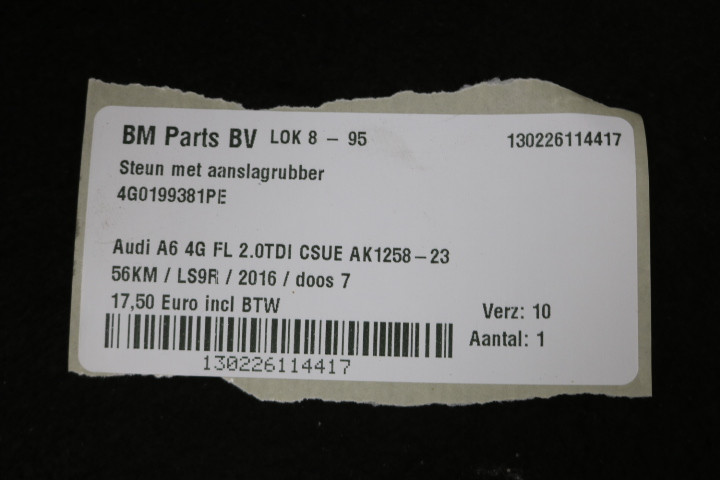 BM Parts BV LOK 8 - 95 130226114417
Steun met aanslagrubber
4G0199381PE
Audi A6 4G FL 2.0TDI CSUE AK1258-23
56KM / LS9R / 2016 / doos 7
17,50 Euro incl BTW Verz: 10
Aantal: 1
130226114417